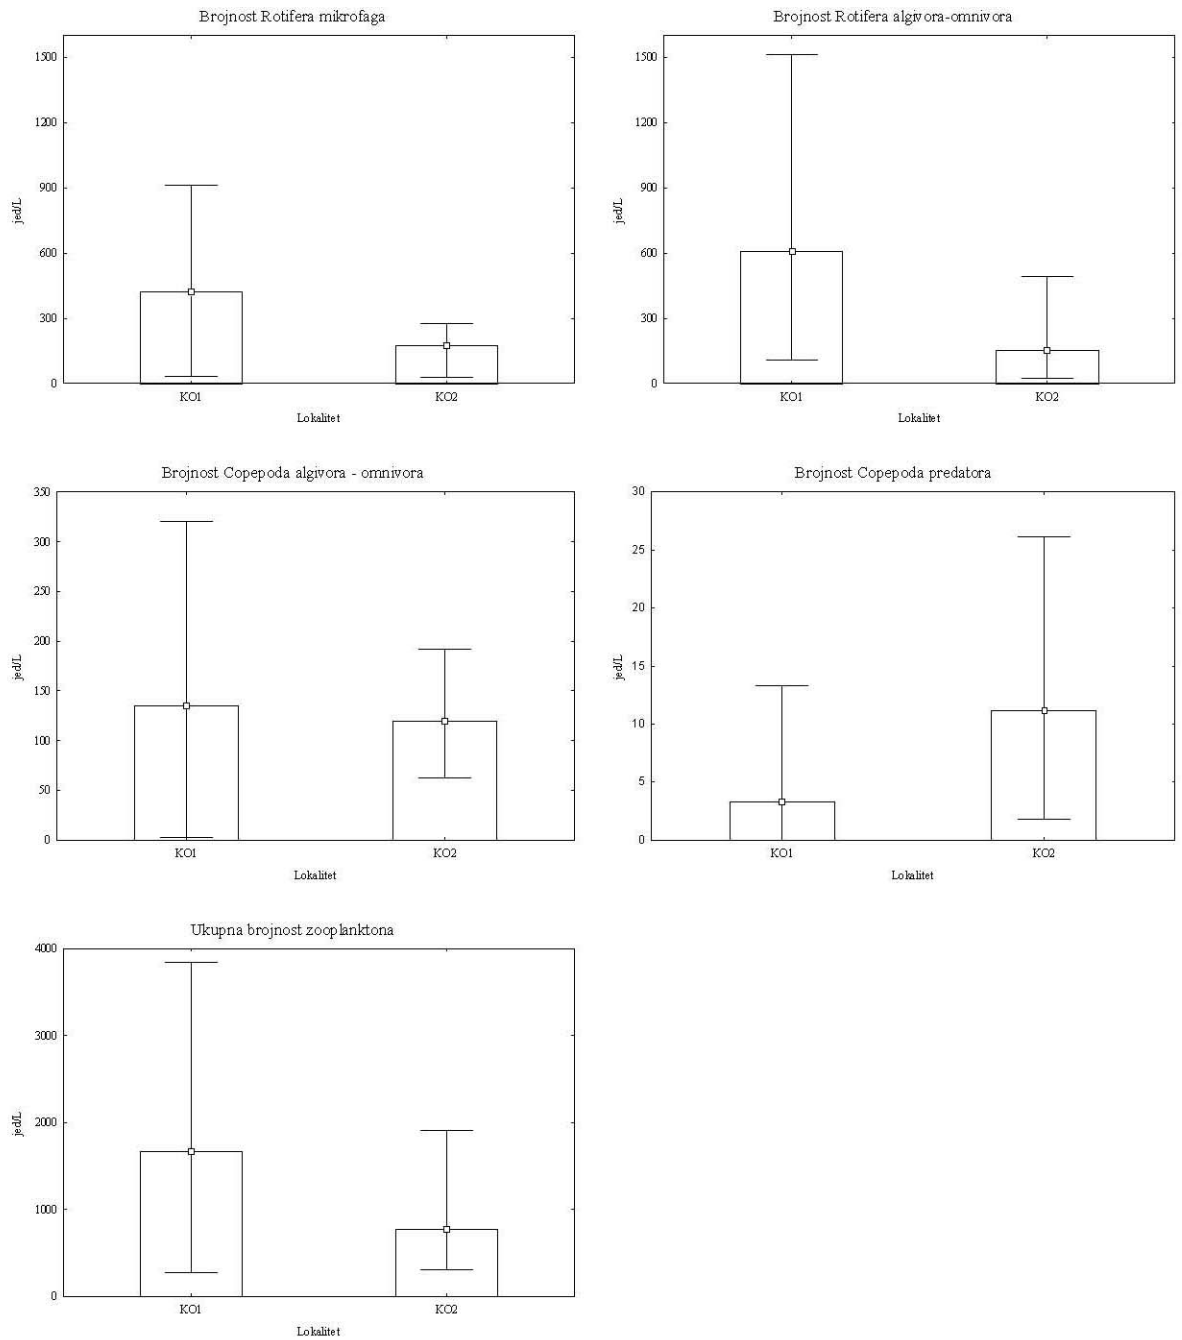 Brojnost Rotifera mikrofaga
1500
1200
900
600
300
0
jed/L
KO1
KO2
Lokalitet
Brojnost Rotifera algivora-omnivora
1500
1200
900
600
300
0
jed/L
KO1
KO2
Lokalitet
Brojnost Copepoda algivora - omnivora
350
300
250
200
150
100
50
0
jed/L
KO1
KO2
Lokalitet
Brojnost Copepoda predatora
30
25
20
15
10
5
0
jed/L
KO1
KO2
Lokalitet
Ukupna brojnost zooplanktona
4000
3000
2000
1000
0
jed/L
KO1
KO2
Lokalitet